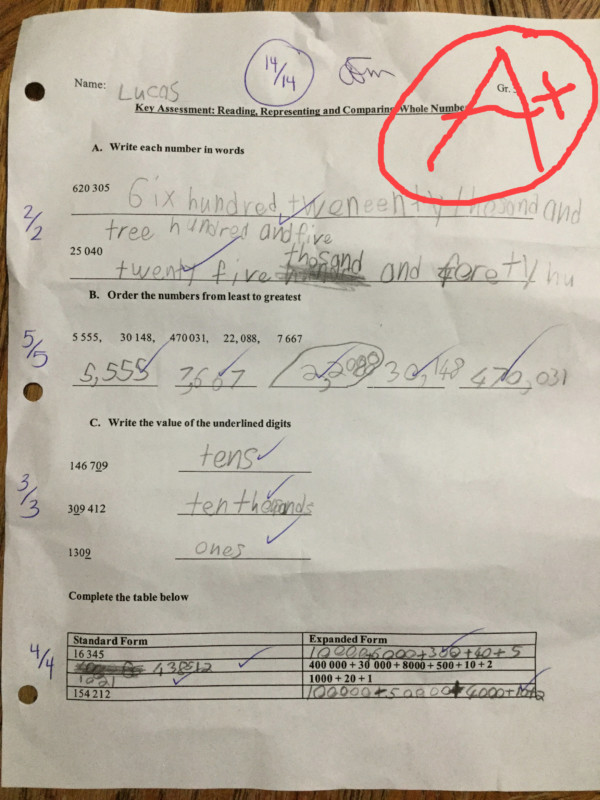 14/14
A+
Name: Lucas Gr.
Key Assessment: Reading, Representing and Comparing Whole Numbe
A. Write each number in words
620 305 Six hundred tweneenty thosand and
2/2
tree hundred and five
25 040 twenty five thosand and forety hu
B. Order the numbers from least to greatest
5/5
5 555, 30 148, 470 031, 22, 088, 7 667
5,555 7,667 22,088 30,148 470,031
C. Write the value of the underlined digits
146 709 tens
3/3
309 412 ten thosands
1309 ones
Complete the table below
4/4
Standard Form Expanded Form
16 345 10000+6000+300+40+5
438512 400 000 + 30 000 + 8000 + 500 + 10 + 2
1021 1000 + 20 + 1
154 212 100000+50000+4000+